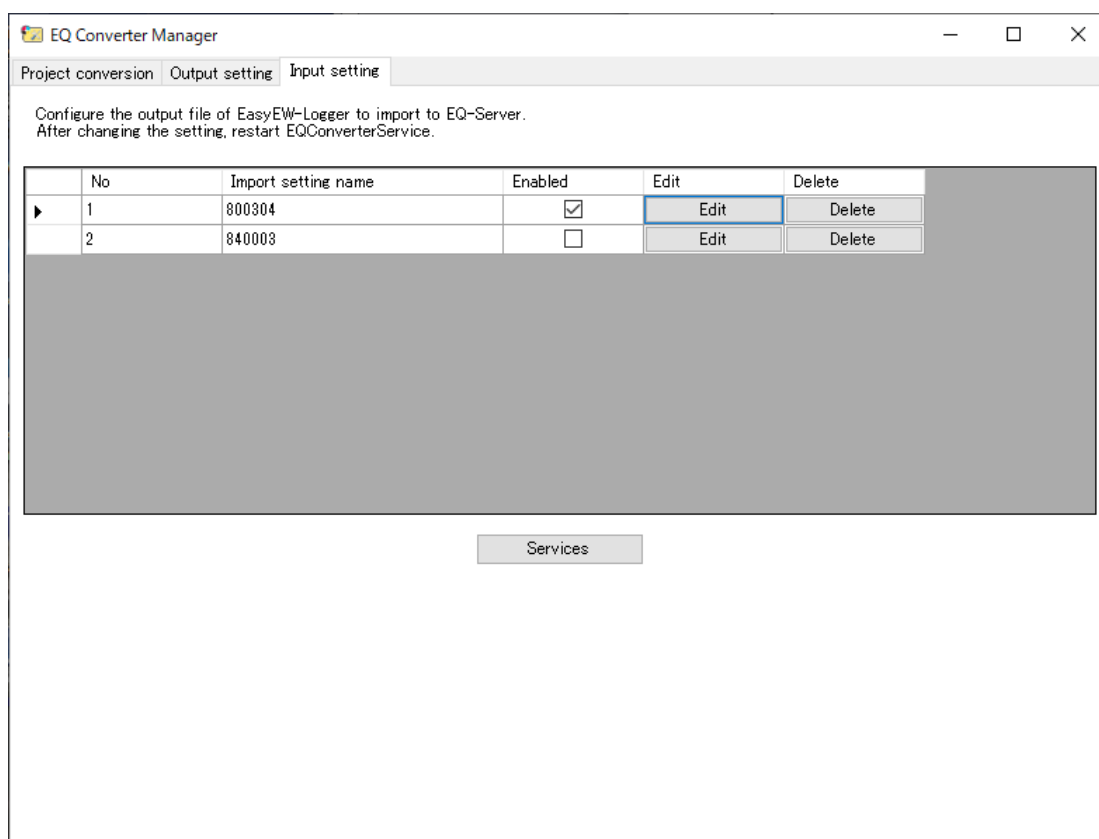 EQ Converter Manager
Project conversion Output setting Input setting
Configure the output file of EasyEW-Logger to import to EQ-Server.
After changing the setting, restart EQConverterService.
No Import setting name Enabled Edit Delete
1 800304 Edit Delete
2 840003 Edit Delete
Services